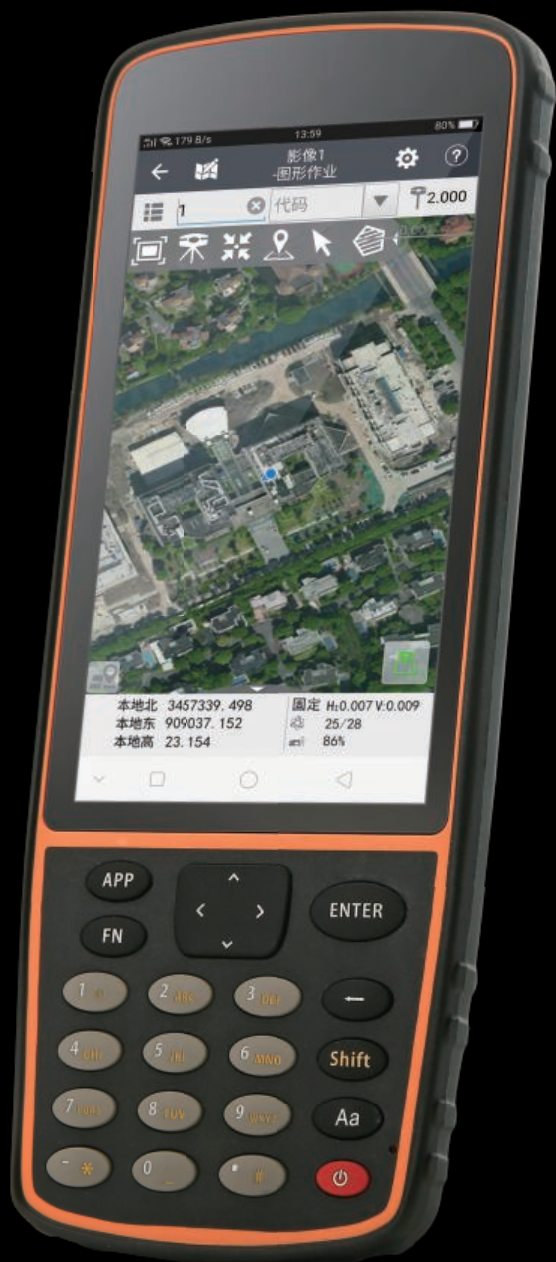 179 B/s 13:59 80%
影像1
-图形作业
?
1 代码 2.000
本地北 3457339.498 固定 H:0.007 V:0.009
本地东 909037.152 25/28
本地高 23.154 86%
APP
FN
ENTER
1 2 ABC 3 DEF
4 GHI 5 JKL 6 MNO Shift
7 PQRS 8 TUV 9 WXYZ Aa
- * 0 _ #